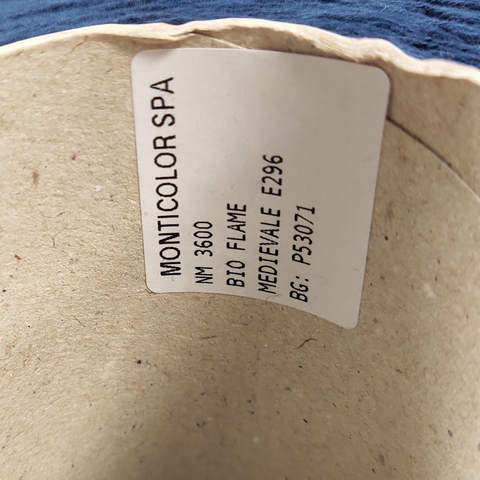 MONTICOLOR SPA
NM 3600
BIO FLAME
MEDIEVALE E296
BG: P53071